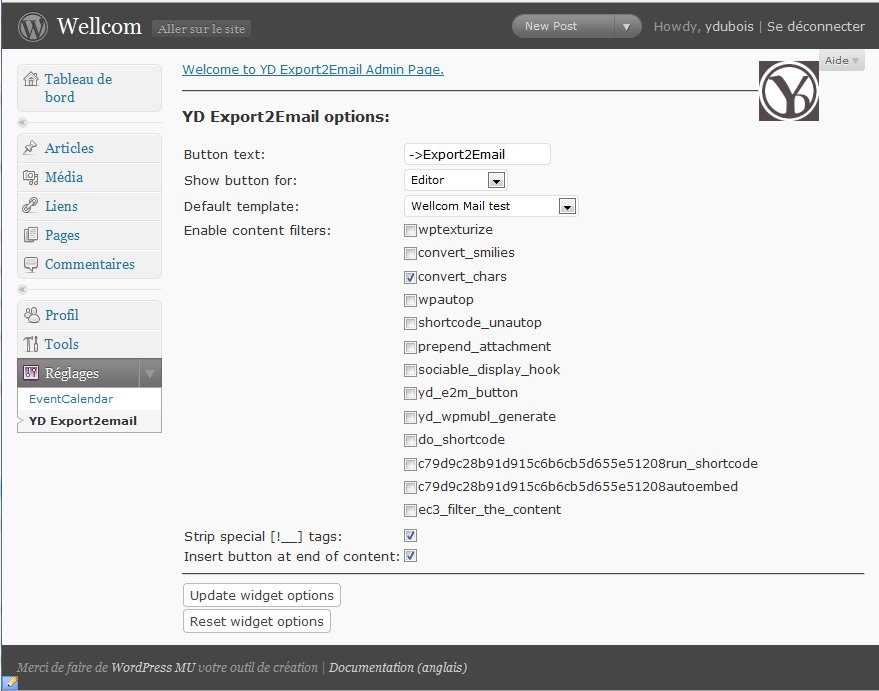 Wellcom Aller sur le site New Post Howdy, ydubois | Se déconnecter
Aide
Tableau de
bord
Articles
Média
Liens
Pages
Commentaires
Profil
Tools
Réglages
EventCalendar
YD Export2email
Welcome to YD Export2Email Admin Page.
YD Export2Email options:
Button text: ->Export2Email
Show button for: Editor
Default template: Wellcom Mail test
Enable content filters: wptexturize
convert_smilies
convert_chars
wpautop
shortcode_unautop
prepend_attachment
sociable_display_hook
yd_e2m_button
yd_wpmubl_generate
do_shortcode
c79d9c28b91d915c6b6cb5d655e51208run_shortcode
c79d9c28b91d915c6b6cb5d655e51208autoembed
ec3_filter_the_content
Strip special [!__] tags:
Insert button at end of content:
Update widget options
Reset widget options
Merci de faire de WordPress MU votre outil de création | Documentation (anglais)